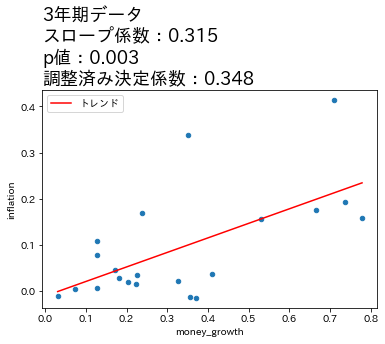 3年期データ
スロープ係数：0.315
p値：0.003
調整済み決定係数：0.348
トレンド
inflation
0.4
0.3
0.2
0.1
0.0
0.0 0.1 0.2 0.3 0.4 0.5 0.6 0.7 0.8
money_growth